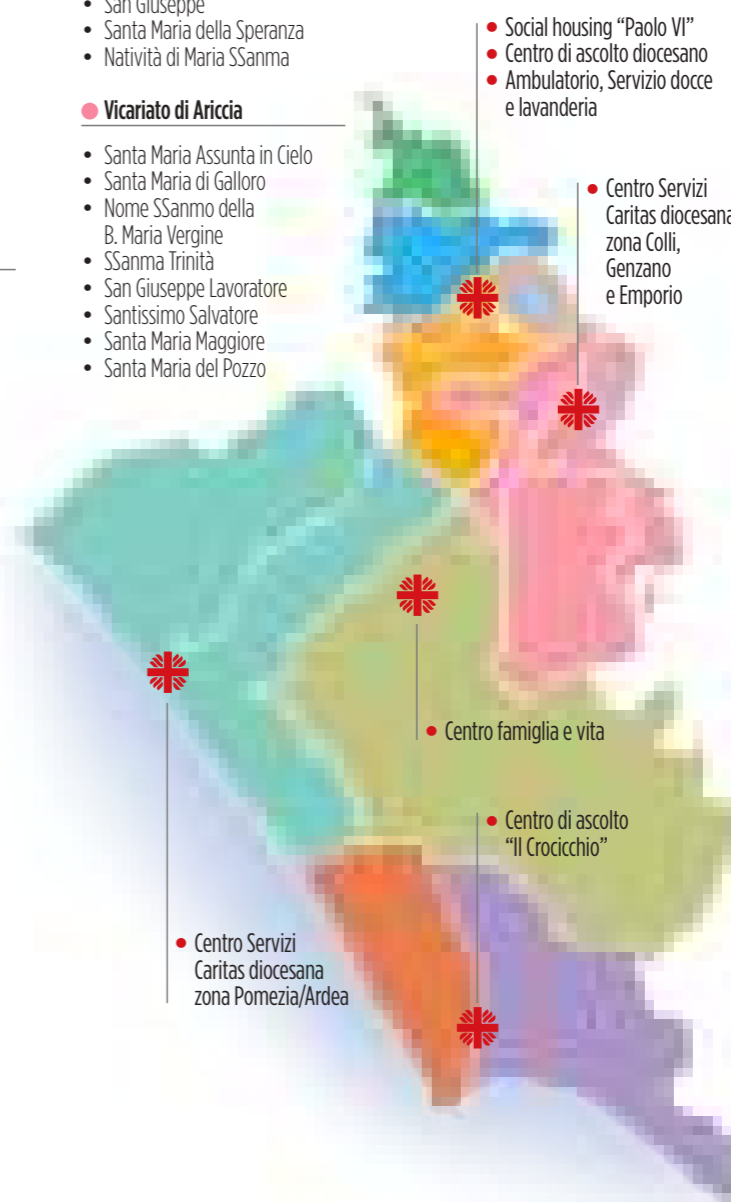 • San Giuseppe
• Santa Maria della Speranza
• Natività di Maria SSanma
Vicariato di Ariccia
• Santa Maria Assunta in Cielo
• Santa Maria di Galloro
• Nome SSanmo della
B. Maria Vergine
• SSanma Trinità
• San Giuseppe Lavoratore
• Santissimo Salvatore
• Santa Maria Maggiore
• Santa Maria del Pozzo
• Social housing “Paolo VI”
• Centro di ascolto diocesano
• Ambulatorio, Servizio docce
e lavanderia
• Centro Servizi
Caritas diocesana
zona Colli,
Genzano
e Emporio
• Centro famiglia e vita
• Centro di ascolto
“Il Crocicchio”
• Centro Servizi
Caritas diocesana
zona Pomezia/Ardea